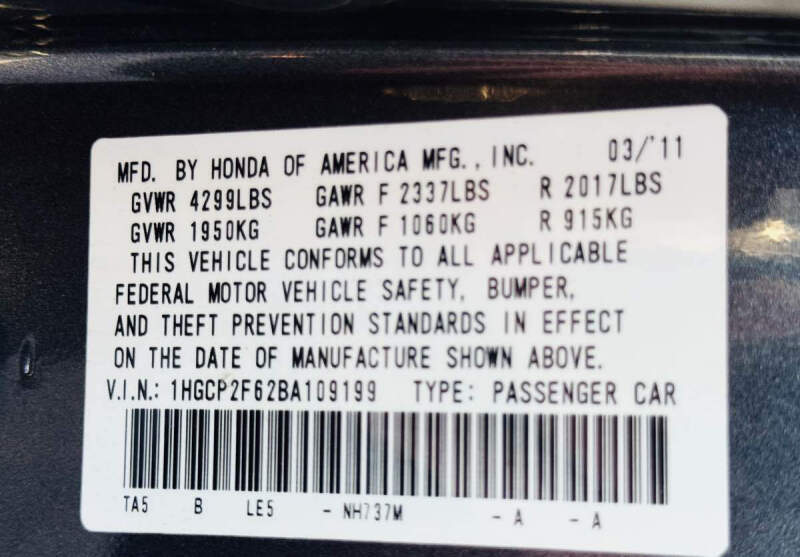 MFD. BY HONDA OF AMERICA MFG., INC. 03/'11
GVWR 4299LBS GAWR F 2337LBS R 2017LBS
GVWR 1950KG GAWR F 1060KG R 915KG
THIS VEHICLE CONFORMS TO ALL APPLICABLE
FEDERAL MOTOR VEHICLE SAFETY, BUMPER,
AND THEFT PREVENTION STANDARDS IN EFFECT
ON THE DATE OF MANUFACTURE SHOWN ABOVE.
V.I.N.: 1HGCP2F62BA109199 TYPE: PASSENGER CAR
TA5 B LE5 - NH737M - A - A